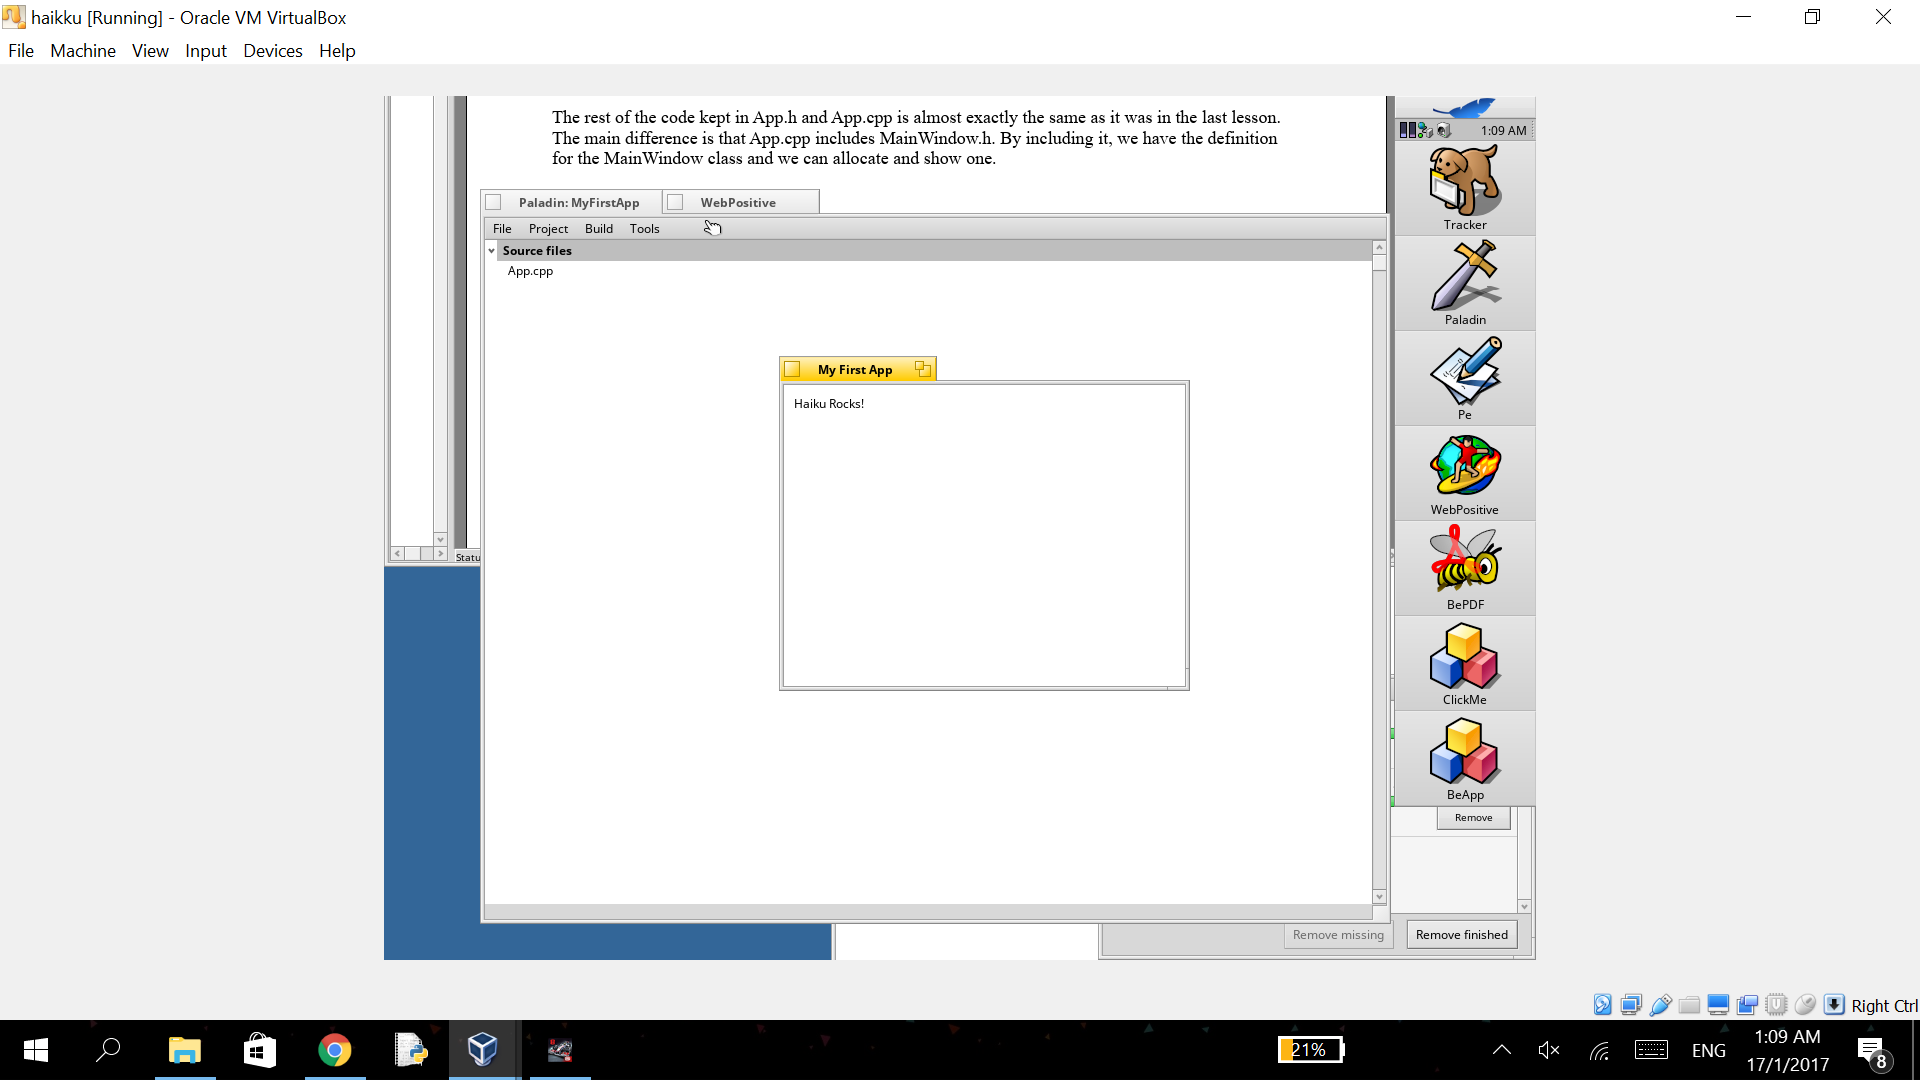 haikku [Running] - Oracle VM VirtualBox
File Machine View Input Devices Help
The rest of the code kept in App.h and App.cpp is almost exactly the same as it was in the last lesson.
The main difference is that App.cpp includes MainWindow.h. By including it, we have the definition
for the MainWindow class and we can allocate and show one.
1:09 AM
Tracker
Paladin: MyFirstApp
WebPositive
File Project Build Tools
Source files
App.cpp
My First App
Haiku Rocks!
Paladin
Pe
WebPositive
Statu
BePDF
ClickMe
BeApp
Remove
Remove missing
Remove finished
Right Ctrl
21%
ENG
1:09 AM
17/1/2017
8